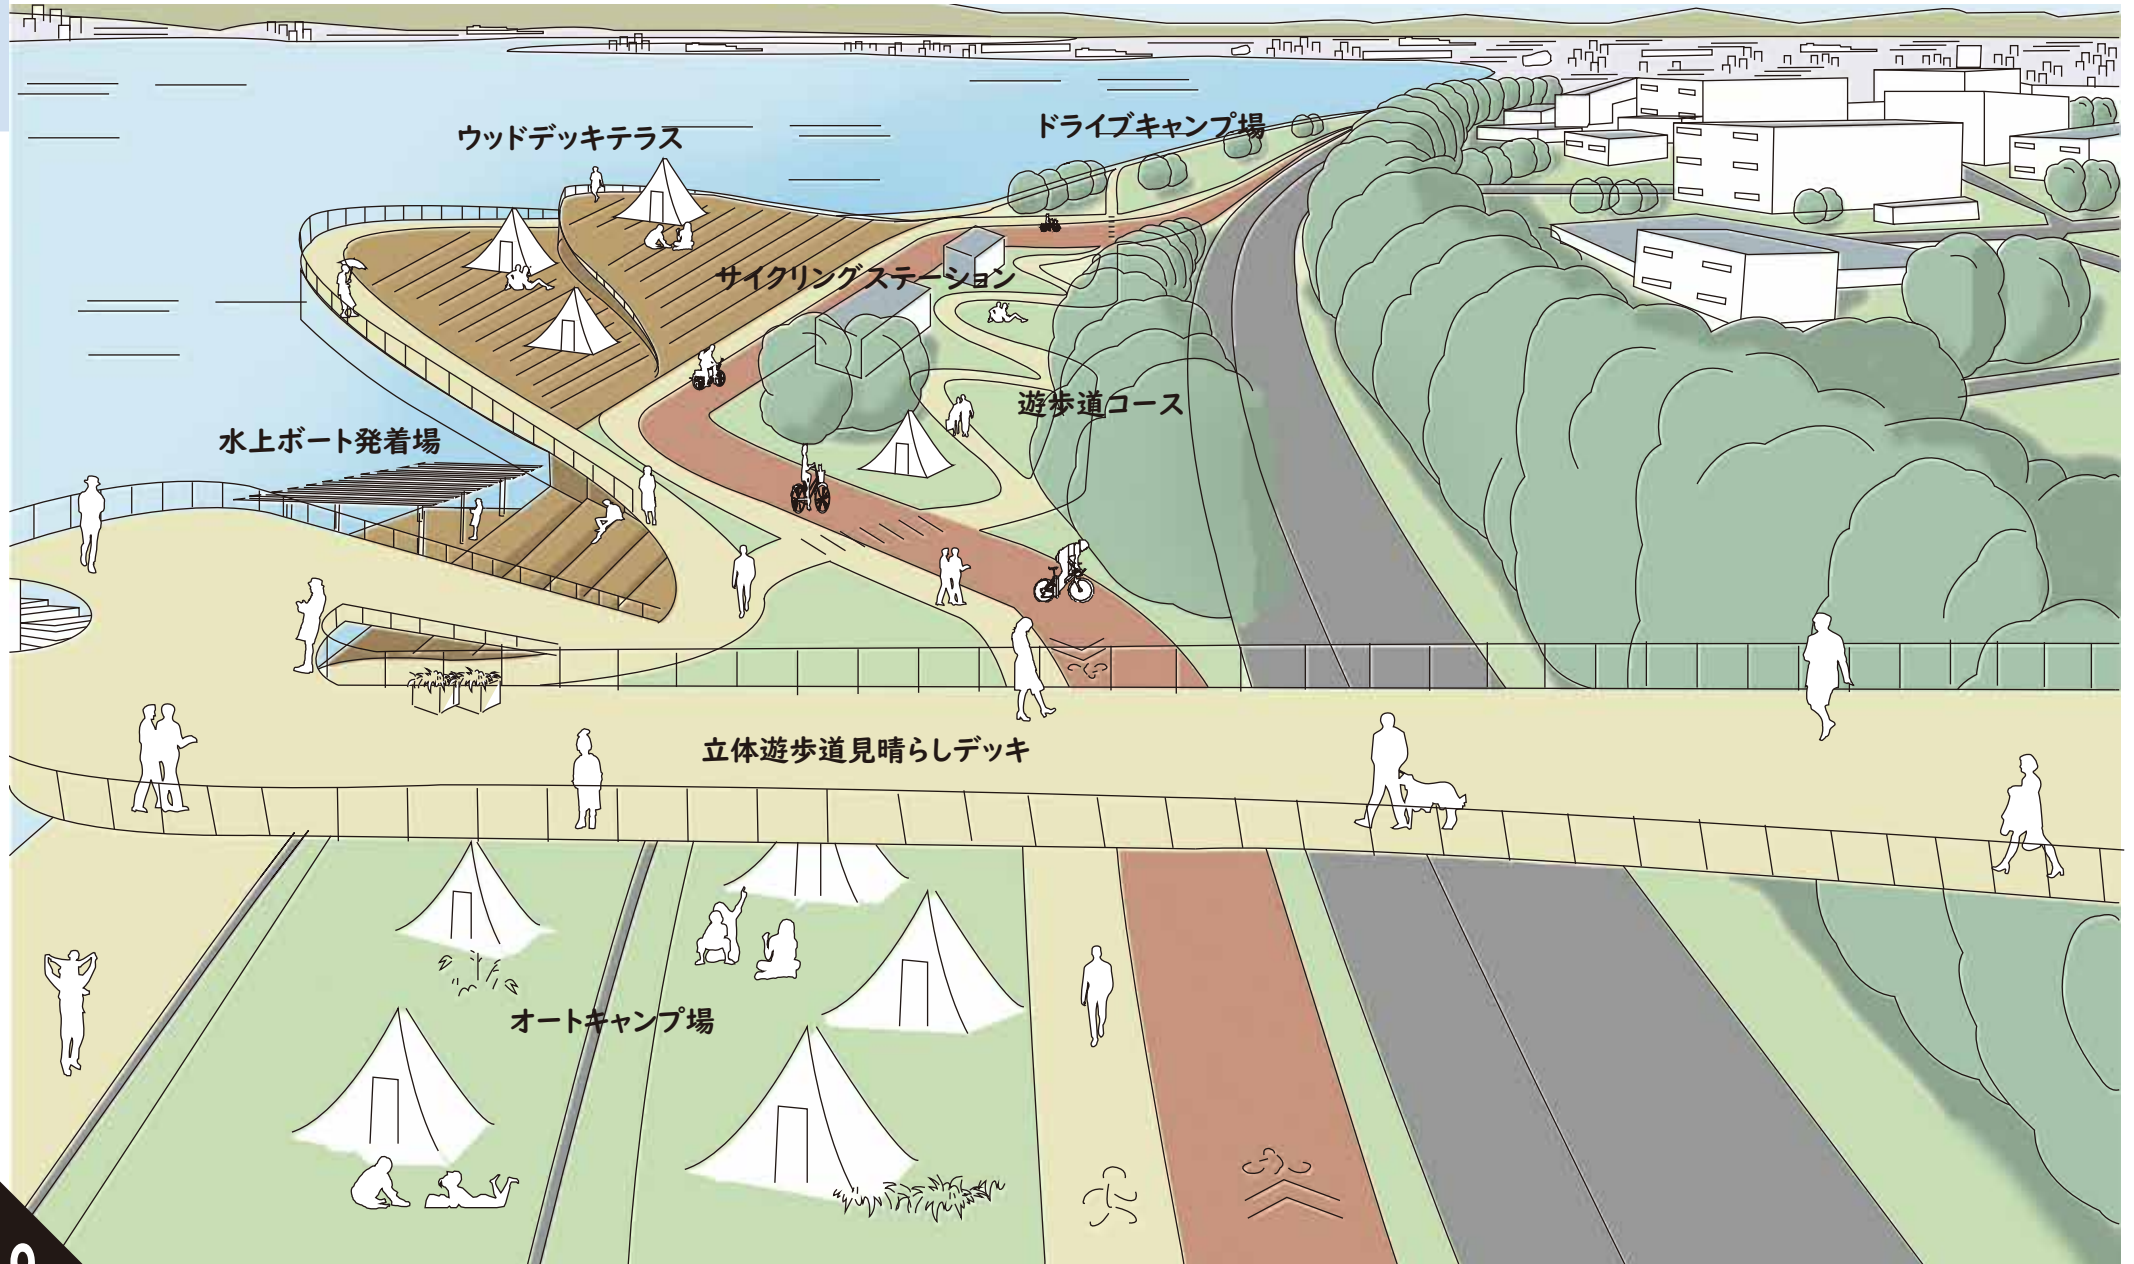 ドライブキャンプ場
ウッドデッキテラス
サイクリングステーション
遊歩道コース
水上ボート発着場
立体遊歩道見晴らしデッキ
オートキャンプ場